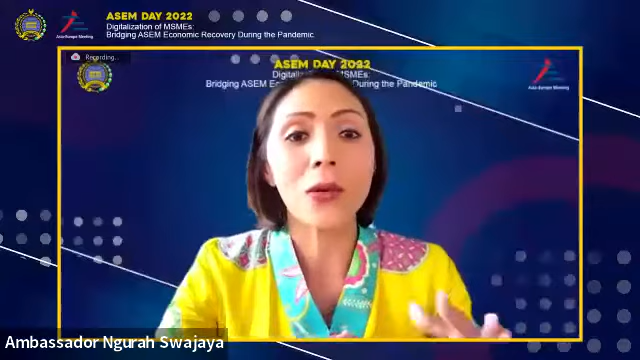 ASEM DAY 2022
Digitalization of MSMEs:
Bridging ASEM Economic Recovery During the Pandemic
Asia-Europe Meeting
Recording...
ASEM DAY 2022
Digitali MSMEs:
Bridging ASEM Ec During the Pandemic
Asia-Europe Meeting
Ambassador Ngurah Swajaya